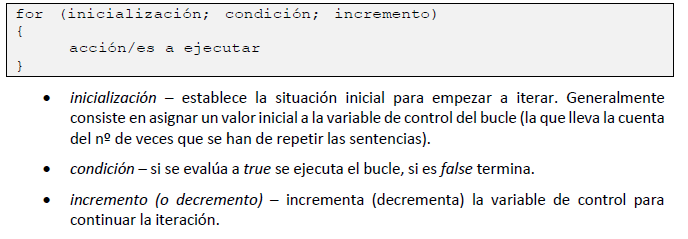 for (inicialización; condición; incremento)
{
acción/es a ejecutar
}
• inicialización – establece la situación inicial para empezar a iterar. Generalmente
consiste en asignar un valor inicial a la variable de control del bucle (la que lleva la cuenta
del nº de veces que se han de repetir las sentencias).
• condición – si se evalúa a true se ejecuta el bucle, si es false termina.
• incremento (o decremento) – incrementa (decrementa) la variable de control para
continuar la iteración.